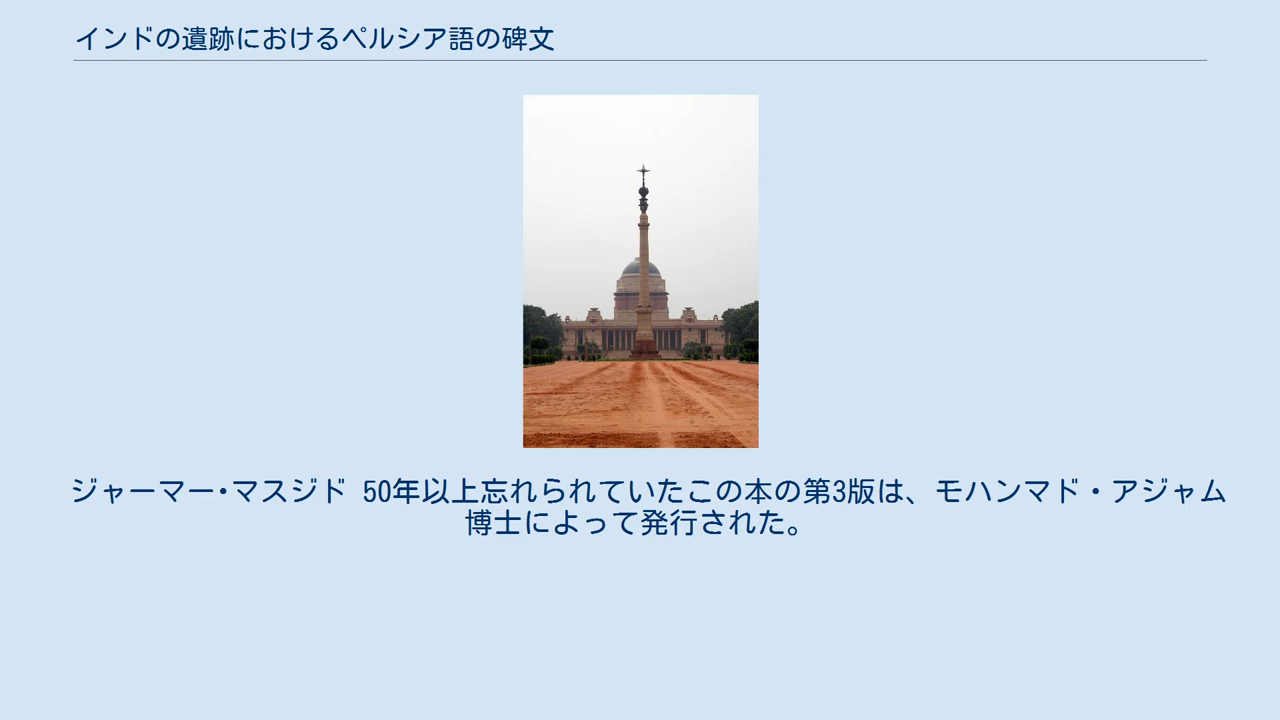 インドの遺跡におけるペルシア語の碑文
ジャーマー･マスジド 50年以上忘れられていたこの本の第3版は、モハンマド・アジャム
博士によって発行された。